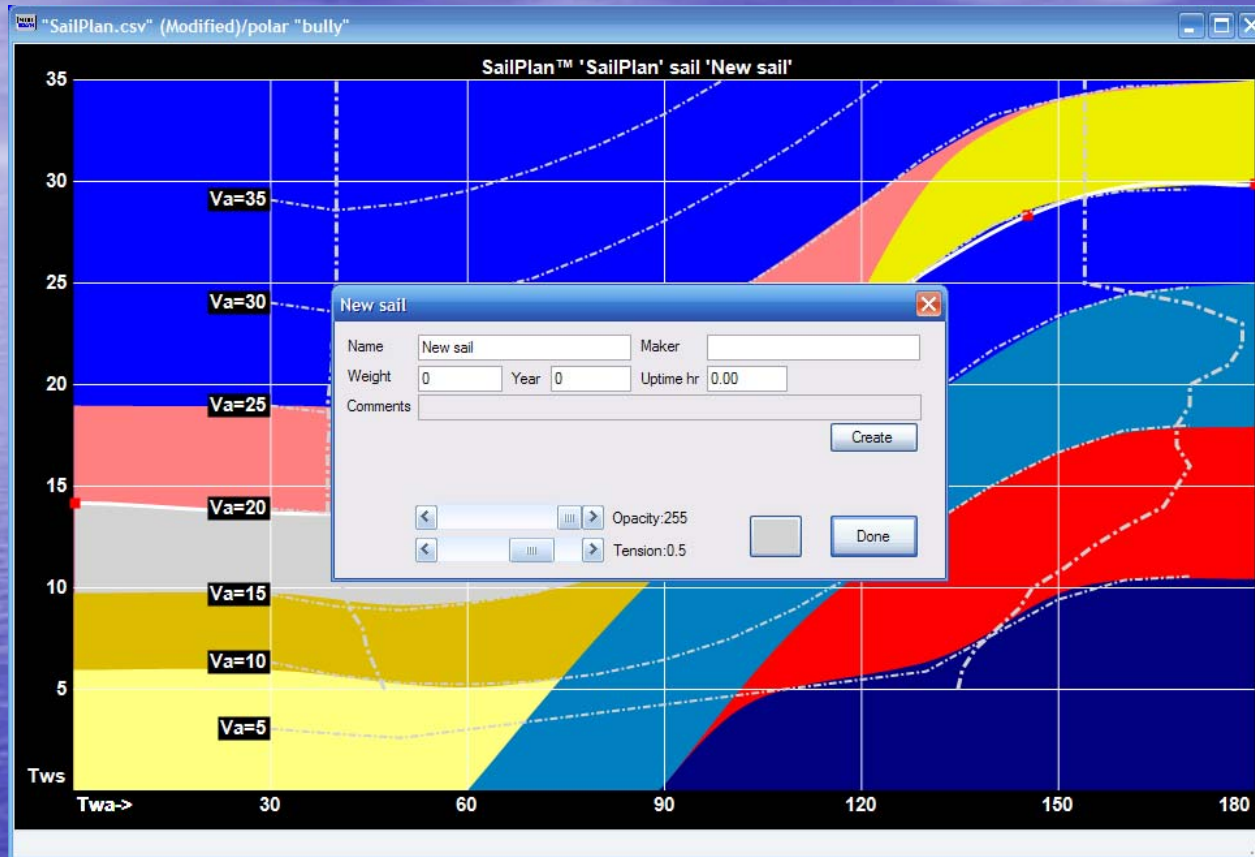 "SailPlan.csv" (Modified)/polar "bully"
SailPlan™ 'SailPlan' sail 'New sail'
35
30
Va=35
25
Va=30
New sail
Name New sail Maker
Weight 0 Year 0 Uptime hr 0.00
Comments
Create
20
Va=25
15
Va=20
Opacity:255
Tension:0.5
Done
10
Va=15
Va=10
5
Va=5
Tws
Twa-> 30 60 90 120 150 180